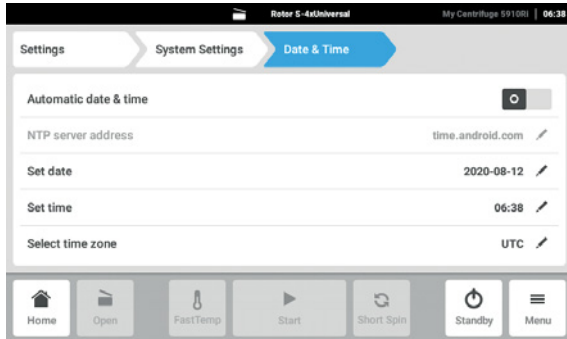 Rotor S-4xUniversal My Centrifuge 5910Ri | 06:38
Settings System Settings Date & Time
Automatic date & time
NTP server address time.android.com
Set date 2020-08-12
Set time 06:38
Select time zone UTC
Home Open FastTemp Start Short Spin Standby Menu